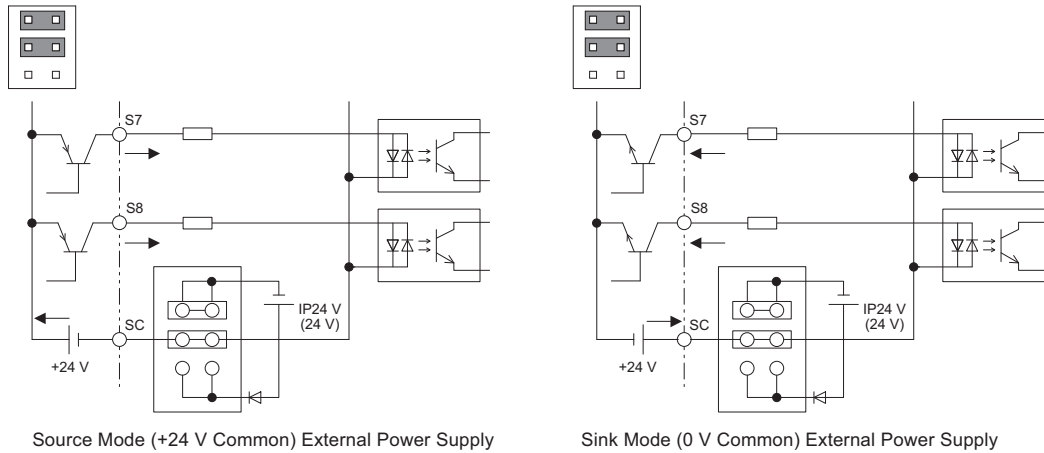 S7
S8
SC
+24 V
IP24 V
(24 V)
Source Mode (+24 V Common) External Power Supply
S7
S8
SC
+24 V
IP24 V
(24 V)
Sink Mode (0 V Common) External Power Supply